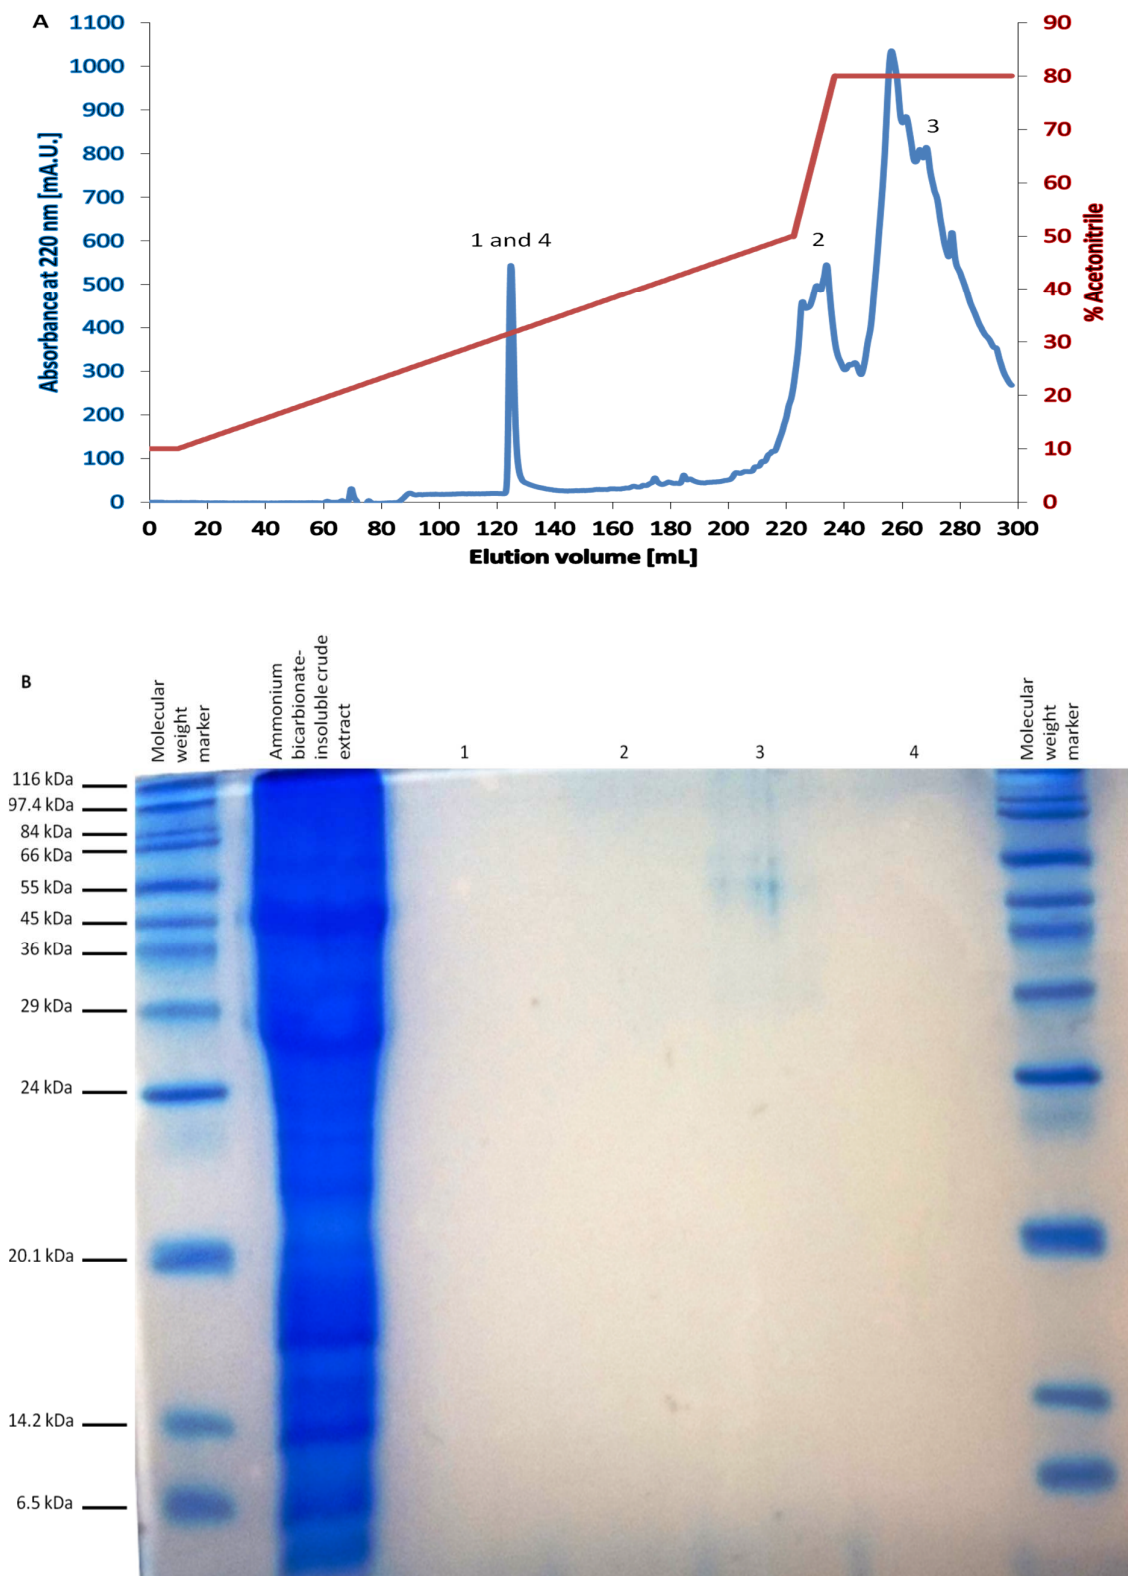 A
1100
1000
900
800
700
600
500
400
300
200
100
0
Absorbance at 220 nm [mA.U.]
90
80
70
60
50
40
30
20
10
0
% Acetonitrile
1 and 4
2
3
0 20 40 60 80 100 120 140 160 180 200 220 240 260 280 300
Elution volume [mL]
B
Molecular
weight
marker
Ammonium
bicarbionate-
insoluble crude
extract
1 2 3 4
Molecular
weight
marker
116 kDa
97.4 kDa
84 kDa
66 kDa
55 kDa
45 kDa
36 kDa
29 kDa
24 kDa
20.1 kDa
14.2 kDa
6.5 kDa